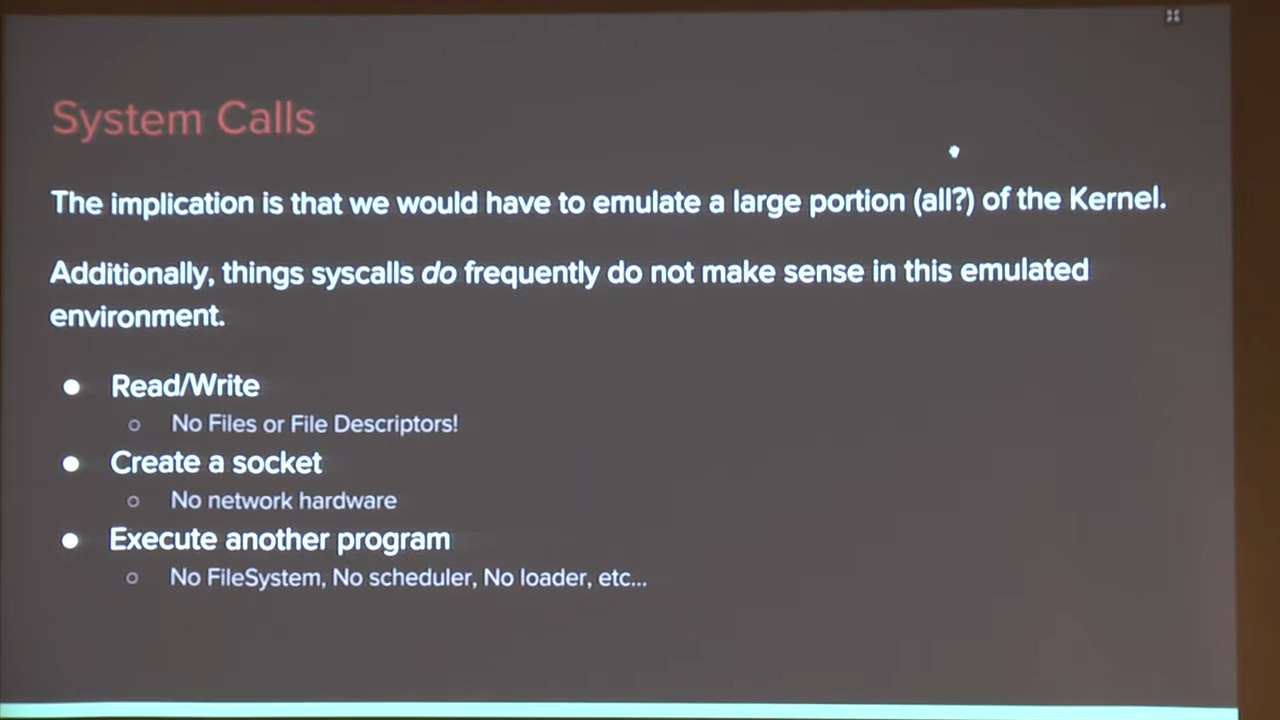 System Calls
The implication is that we would have to emulate a large portion (all?) of the Kernel.
Additionally, things syscalls do frequently do not make sense in this emulated
environment.
● Read/Write
○ No Files or File Descriptors!
● Create a socket
○ No network hardware
● Execute another program
○ No FileSystem, No scheduler, No loader, etc...